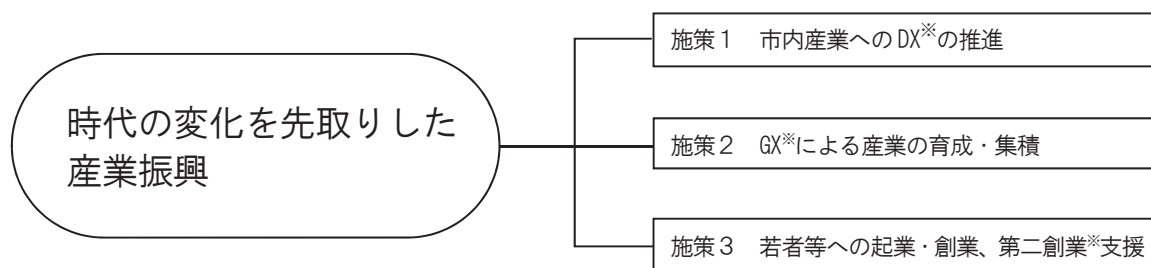 時代の変化を先取りした
産業振興
施策1　市内産業へのDX※の推進
施策2　GX※による産業の育成・集積
施策3　若者等への起業・創業、第二創業※支援